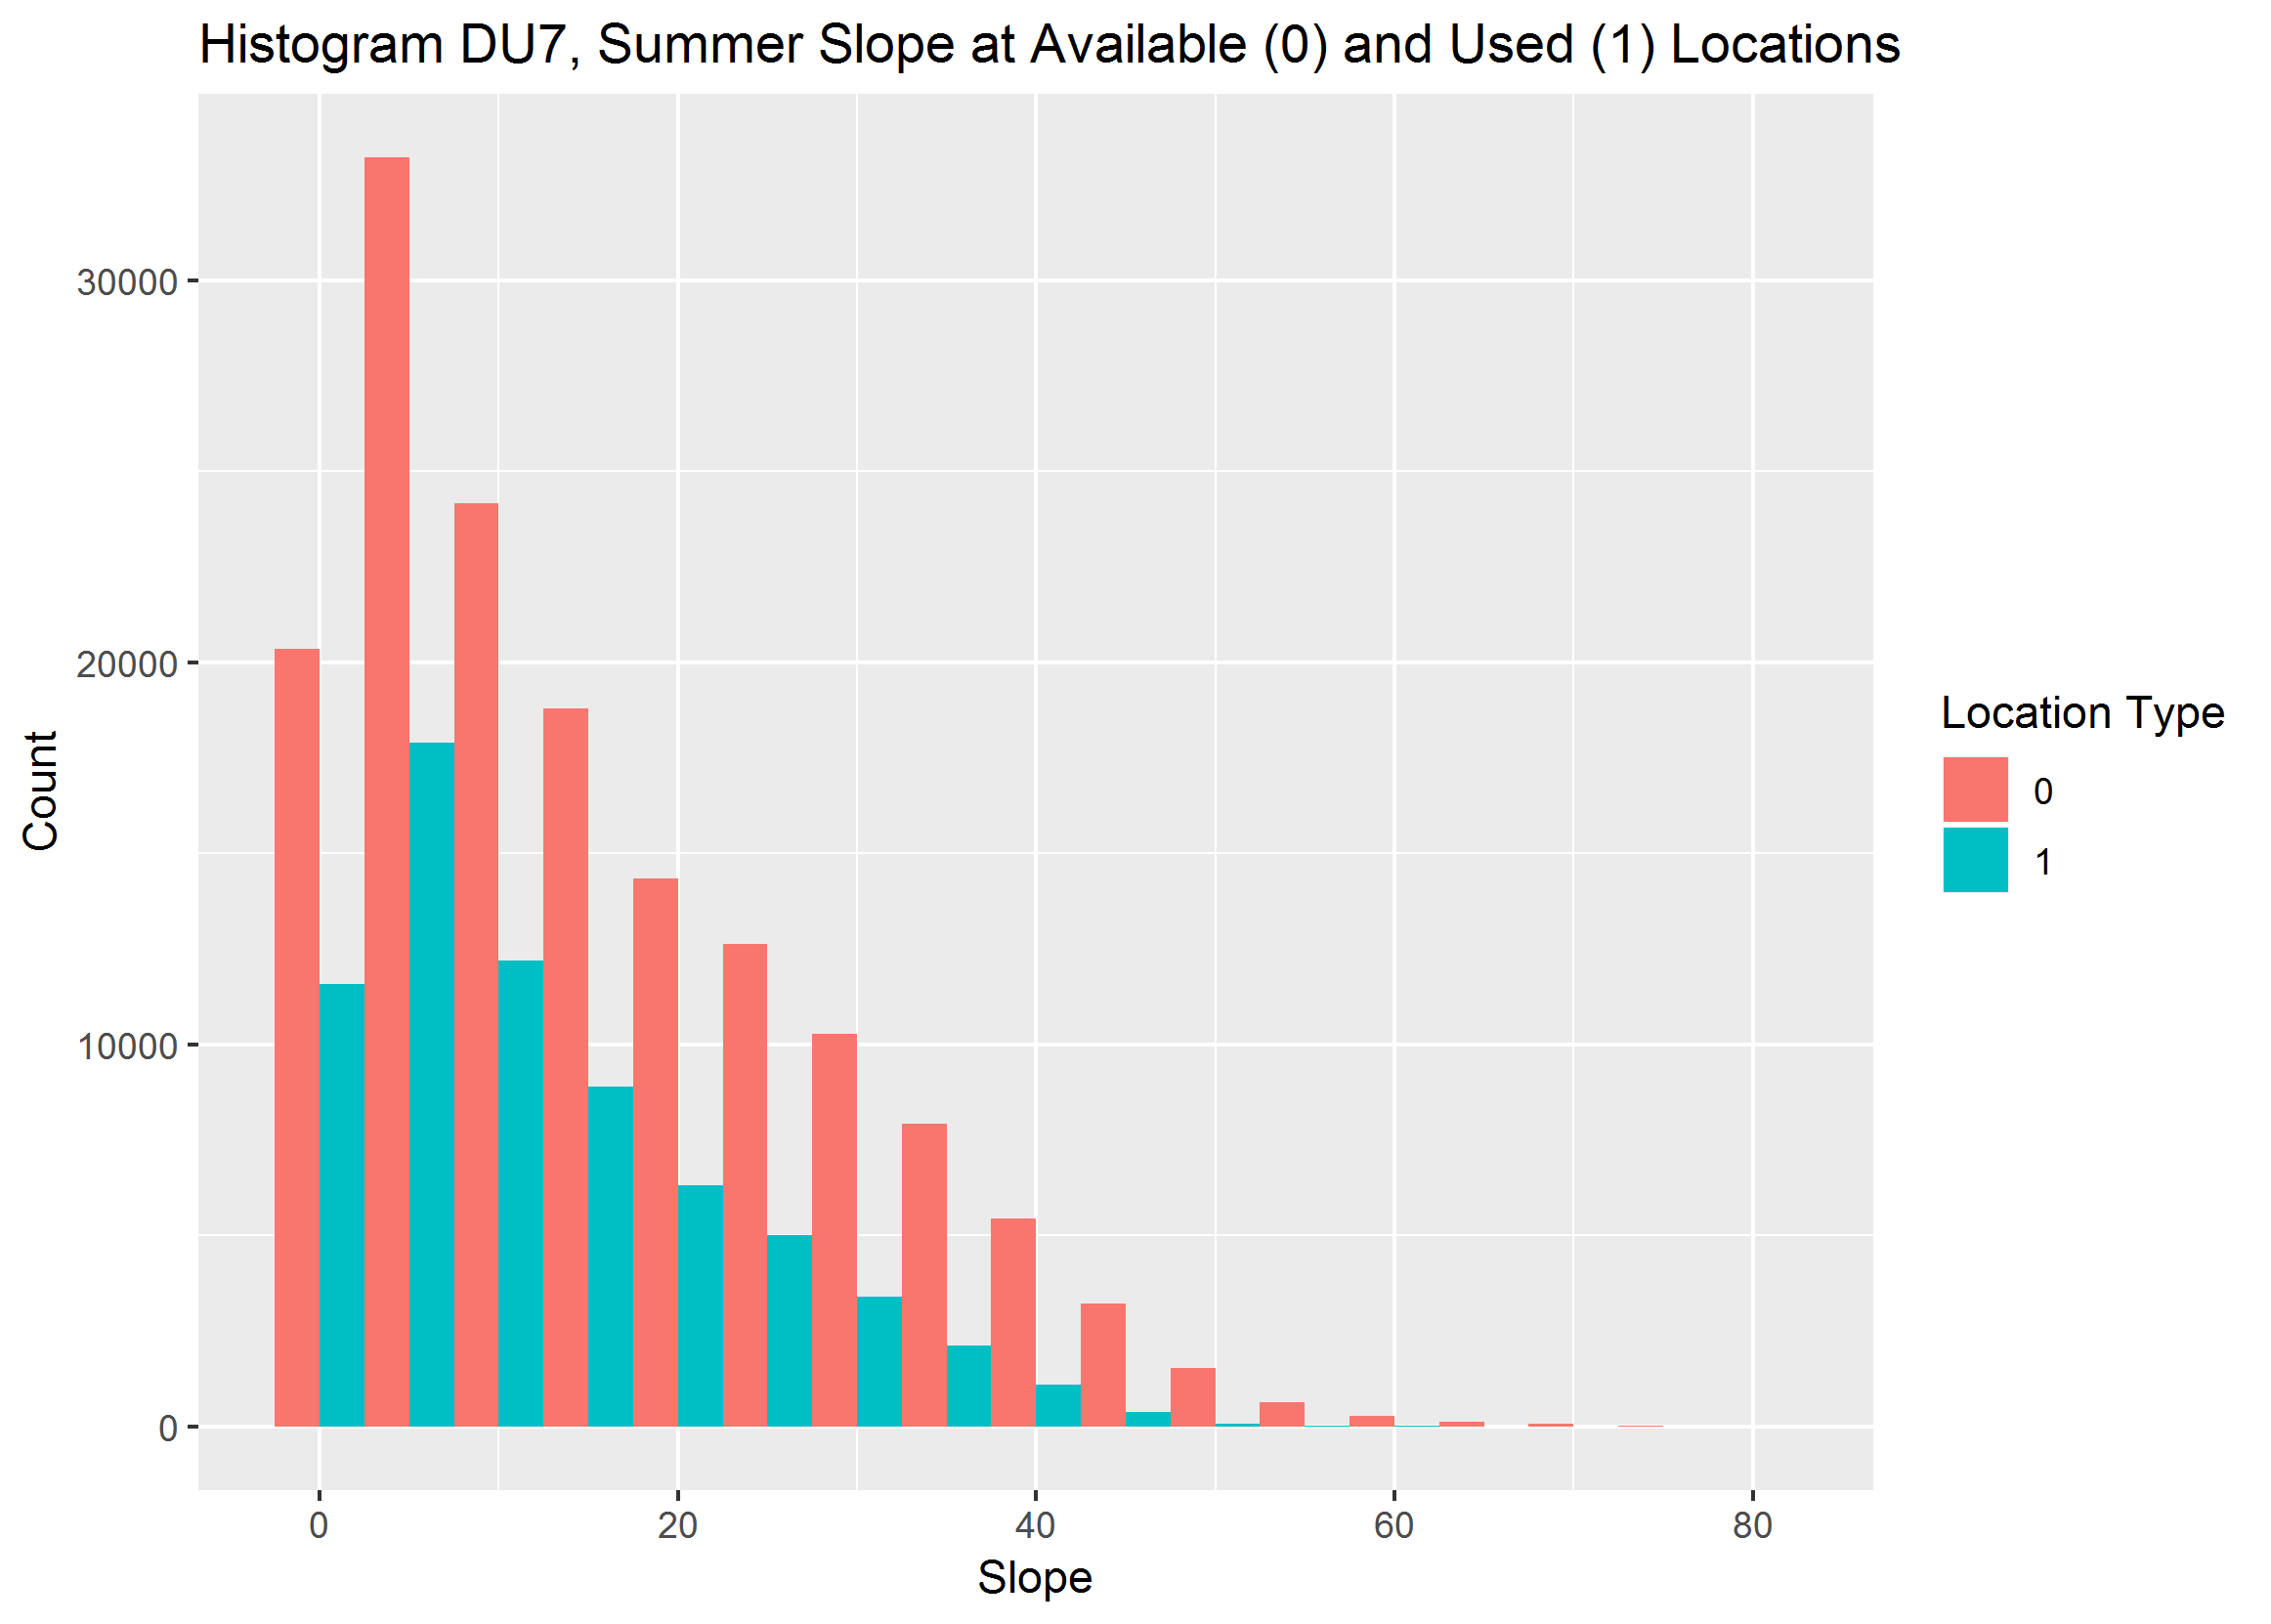 Histogram DU7, Summer Slope at Available (0) and Used (1) Locations
30000
20000
10000
0
Count
0 20 40 60 80
Slope
Location Type
0
1